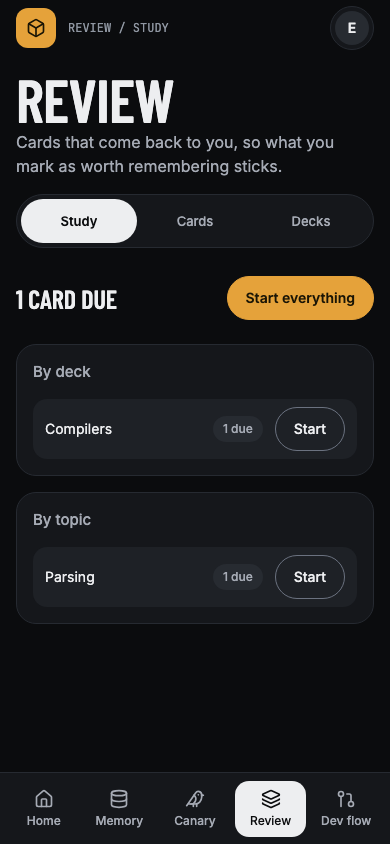 REVIEW / STUDY
E
REVIEW
Cards that come back to you, so what you
mark as worth remembering sticks.
Study Cards Decks
1 CARD DUE Start everything
By deck
Compilers 1 due Start
By topic
Parsing 1 due Start
Home Memory Canary Review Dev flow